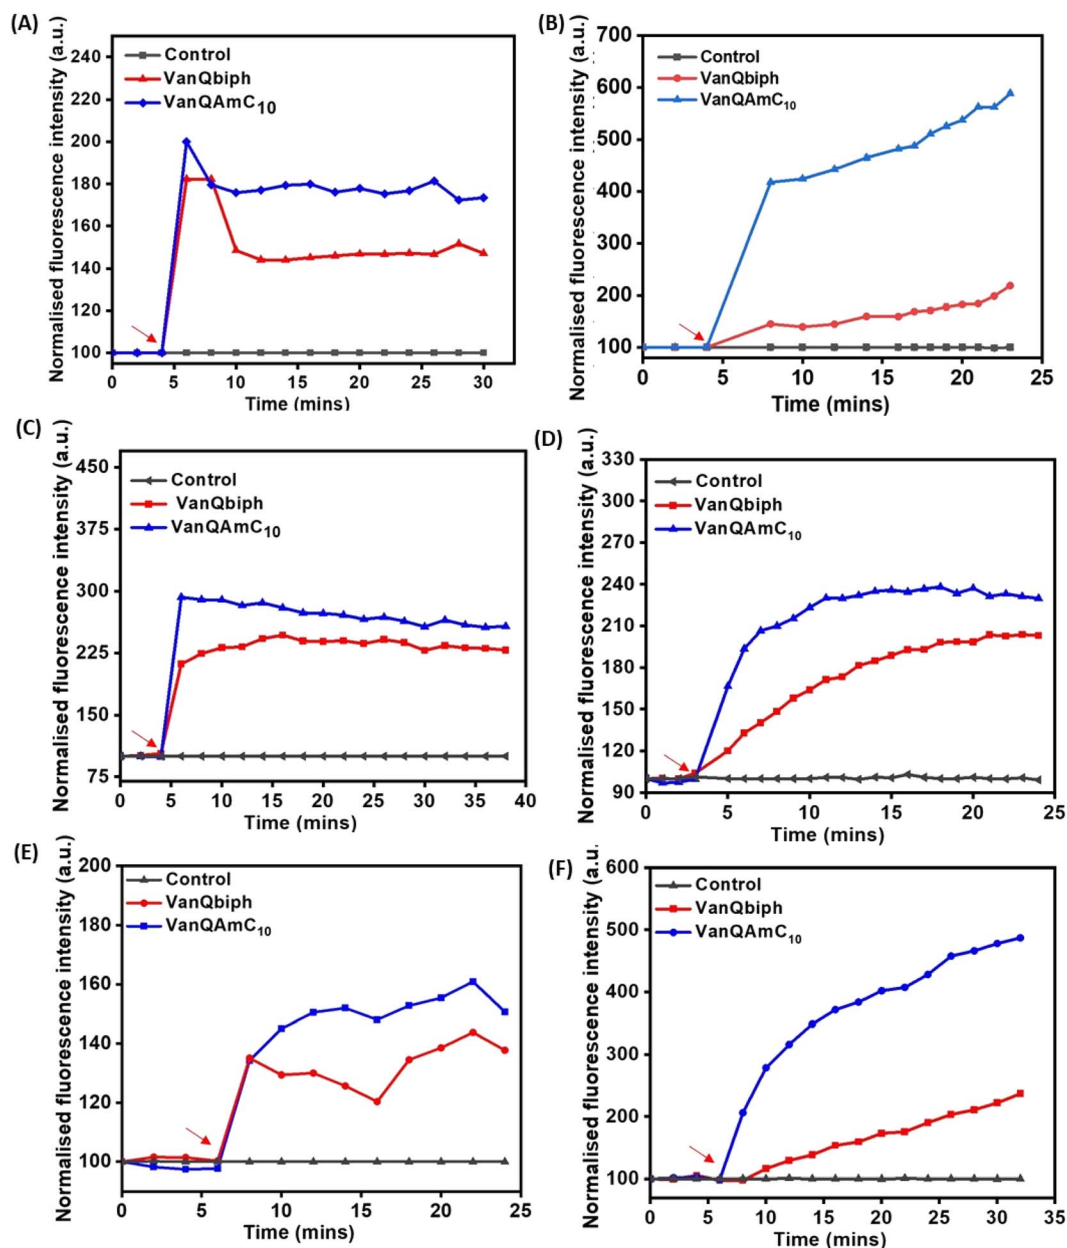 (A)
Normalised fluorescence intensity (a.u.)
240
220
200
180
160
140
120
100
Control
VanQbiph
VanQAmC10
0 5 10 15 20 25 30
Time (mins)
(B)
Normalised fluorescence intensity (a.u.)
700
600
500
400
300
200
100
Control
VanQbiph
VanQAmC10
0 5 10 15 20 25
Time (mins)
(C)
Normalised fluorescence intensity (a.u.)
450
375
300
225
150
75
Control
VanQbiph
VanQAmC10
0 5 10 15 20 25 30 35 40
Time (mins)
(D)
Normalised fluorescence intensity (a.u.)
330
300
270
240
210
180
150
120
90
Control
VanQbiph
VanQAmC10
0 5 10 15 20 25
Time (mins)
(E)
Normalised fluorescence intensity (a.u.)
200
180
160
140
120
100
Control
VanQbiph
VanQAmC10
0 5 10 15 20 25
Time (mins)
(F)
Normalised fluorescence intensity (a.u.
600
500
400
300
200
100
Control
VanQbiph
VanQAmC10
0 5 10 15 20 25 30 35
Time (mins)